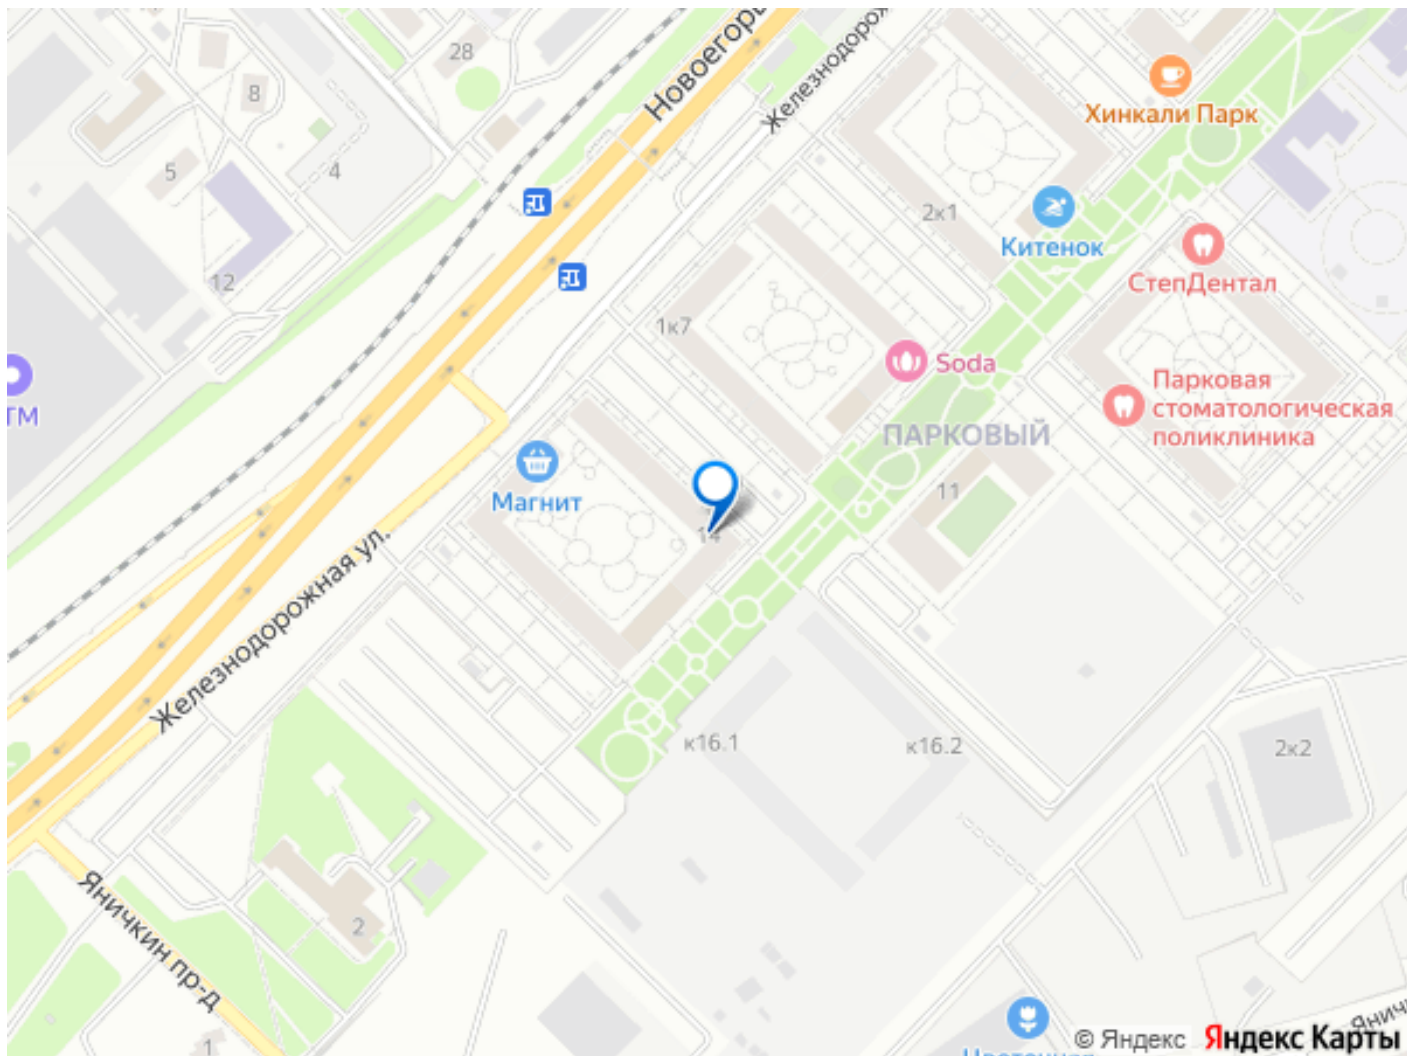 28
Новоегорь
Железнодорож
8
Хинкали Парк
5
4
2к1
Китенок
СтепДентал
12
1к7
Soda
ТМ
Парковая
стоматологическая
поликлиника
ПАРКОВЫЙ
Магнит
11
14
Железнодорожная ул.
к16.1
к16.2
2к2
Яничкин пр-д
2
1
© Яндекс
Яндекс Карты